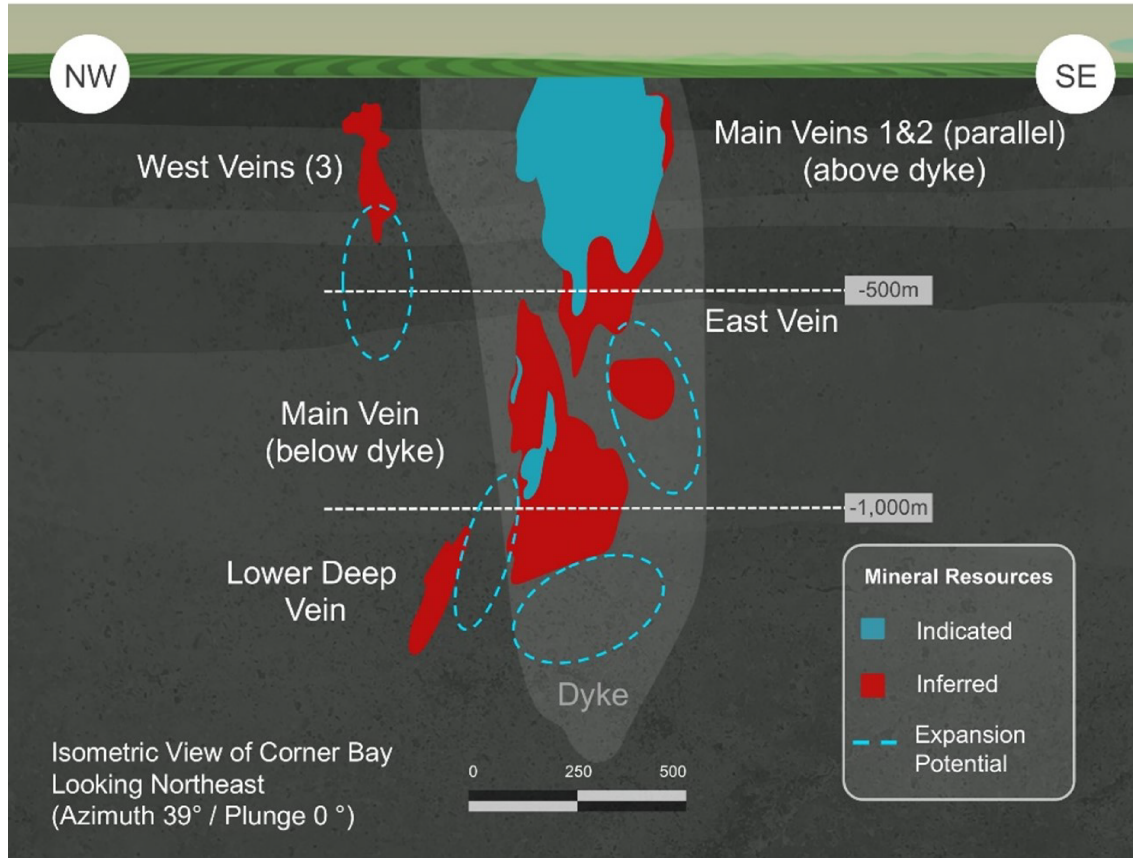 NW
SE
West Veins (3)
Main Veins 1&2 (parallel)
(above dyke)
-500m
East Vein
Main Vein
(below dyke)
-1,000m
Lower Deep
Vein
Dyke
Mineral Resources
Indicated
Inferred
Expansion
Potential
Isometric View of Corner Bay
Looking Northeast
(Azimuth 39° / Plunge 0 °)
0 250 500